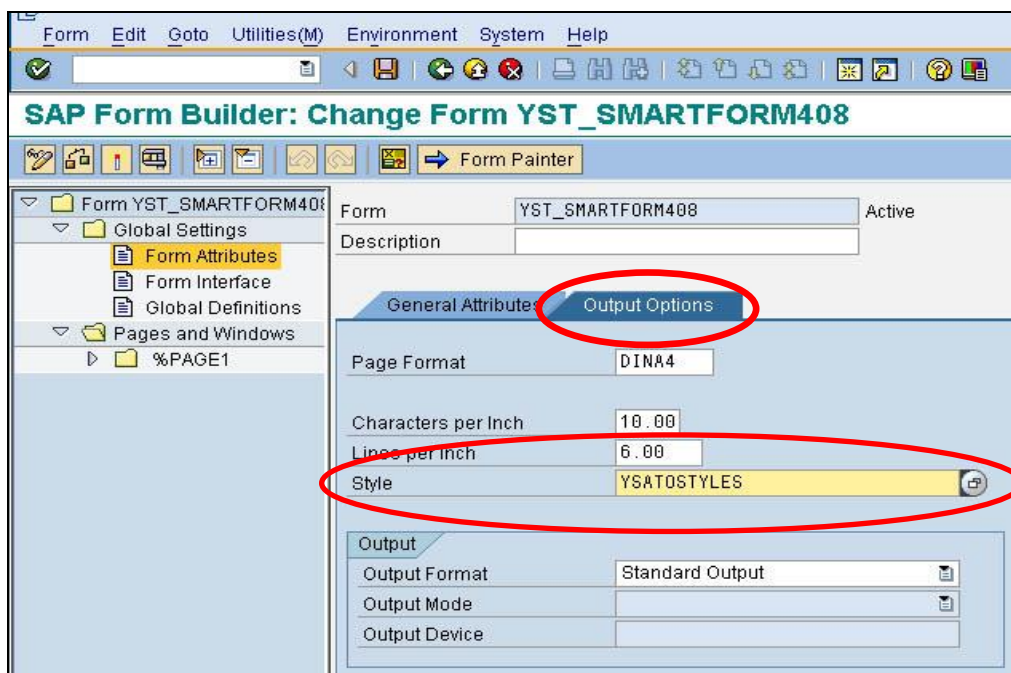 Form Edit Goto Utilities(M) Environment System Help
SAP Form Builder: Change Form YST_SMARTFORM408
Form Painter
Form YST_SMARTFORM408
Global Settings
Form Attributes
Form Interface
Global Definitions
Pages and Windows
%PAGE1
Form YST_SMARTFORM408 Active
Description
General Attributes Output Options
Page Format DINA4
Characters per Inch 10.00
Lines per Inch 6.00
Style YSATOSTYLES
Output
Output Format Standard Output
Output Mode
Output Device